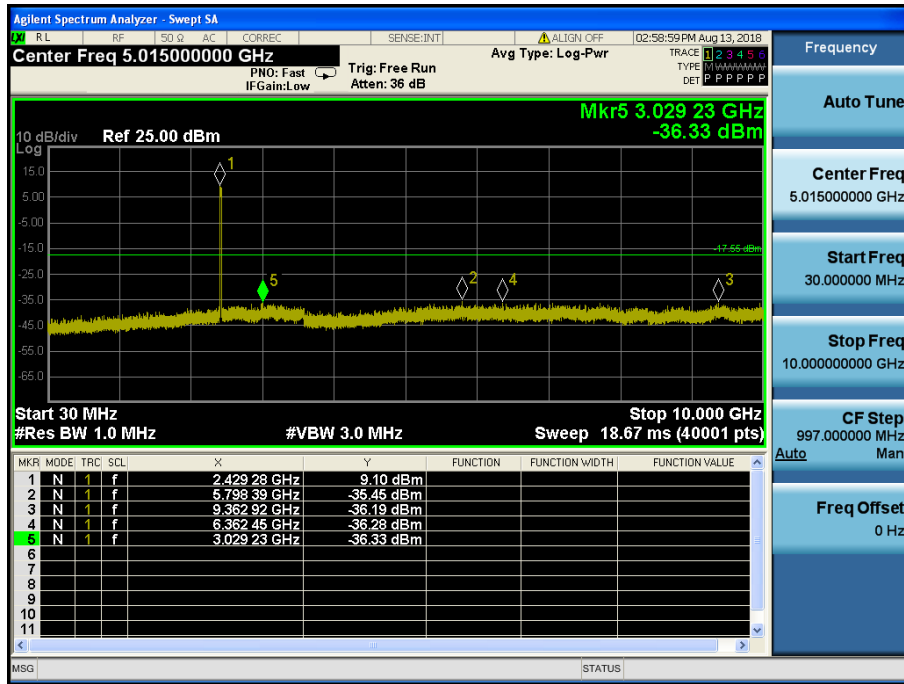 Agilent Spectrum Analyzer - Swept SA
LXI RL RF 50 Ω AC CORREC SENSE:INT ALIGN OFF 02:58:59 PM Aug 13, 2018
Center Freq 5.015000000 GHz
PNO: Fast
IFGain:Low
Trig: Free Run
Atten: 36 dB
Avg Type: Log-Pwr
TRACE 1 2 3 4 5 6
TYPE MWWWWW
DET P P P P P P
Mkr5 3.029 23 GHz
-36.33 dBm
10 dB/div Ref 25.00 dBm
Log
15.0
5.00
-5.00
-15.0
-25.0
-35.0
-45.0
-55.0
-65.0
1
2
3
4
5
-17.55 dBm
Start 30 MHz Stop 10.000 GHz
#Res BW 1.0 MHz #VBW 3.0 MHz Sweep 18.67 ms (40001 pts)
MKR MODE TRC SCL X Y FUNCTION FUNCTION WIDTH FUNCTION VALUE
1 N 1 f 2.429 28 GHz 9.10 dBm
2 N 1 f 5.798 39 GHz -35.45 dBm
3 N 1 f 9.362 92 GHz -36.19 dBm
4 N 1 f 6.362 45 GHz -36.28 dBm
5 N 1 f 3.029 23 GHz -36.33 dBm
6
7
8
9
10
11
MSG STATUS
Frequency
Auto Tune
Center Freq
5.015000000 GHz
Start Freq
30.000000 MHz
Stop Freq
10.000000000 GHz
CF Step
997.000000 MHz
Auto Man
Freq Offset
0 Hz